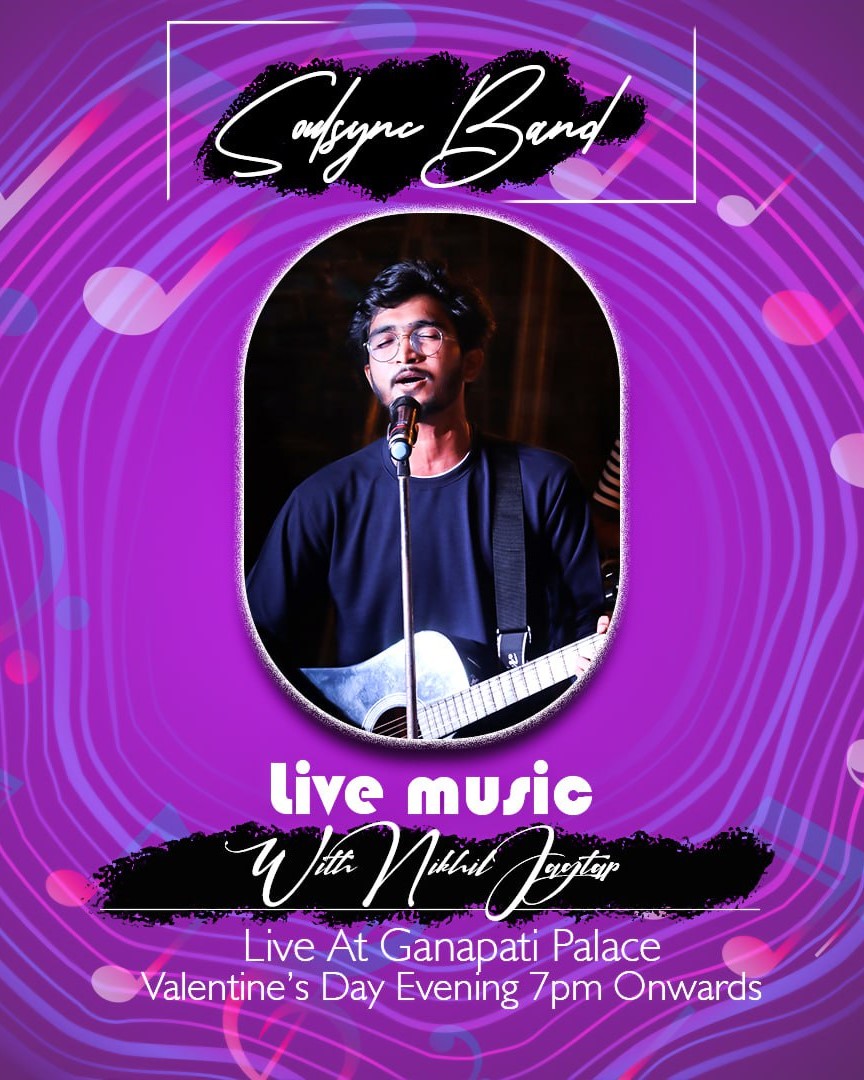 Soulsync Band
Live music
With Nikhil Jagtap
Live At Ganapati Palace
Valentine's Day Evening 7pm Onwards